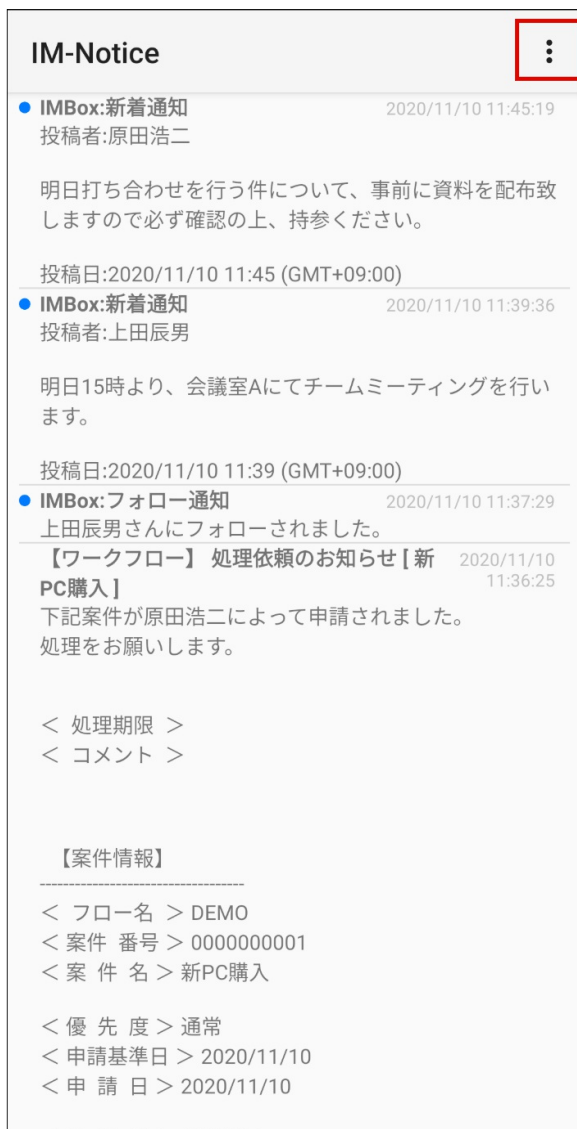 IM-Notice
IMBox:新着通知 2020/11/10 11:45:19
投稿者:原田浩二
明日打ち合わせを行う件について、事前に資料を配布致
しますので必ず確認の上、持参ください。
投稿日:2020/11/10 11:45 (GMT+09:00)
IMBox:新着通知 2020/11/10 11:39:36
投稿者:上田辰男
明日15時より、会議室Aにてチームミーティングを行い
ます。
投稿日:2020/11/10 11:39 (GMT+09:00)
IMBox:フォロー通知 2020/11/10 11:37:29
上田辰男さんにフォローされました。
【ワークフロー】 処理依頼のお知らせ [ 新 2020/11/10
PC購入 ] 11:36:25
下記案件が原田浩二によって申請されました。
処理をお願いします。
＜ 処理期限 ＞
＜ コメント ＞
【案件情報】
-----------------------------------
＜ フロー名 ＞ DEMO
＜ 案件 番号 ＞ 0000000001
＜ 案 件 名 ＞ 新PC購入
＜ 優 先 度 ＞ 通常
＜ 申請基準日 ＞ 2020/11/10
＜ 申 請 日 ＞ 2020/11/10